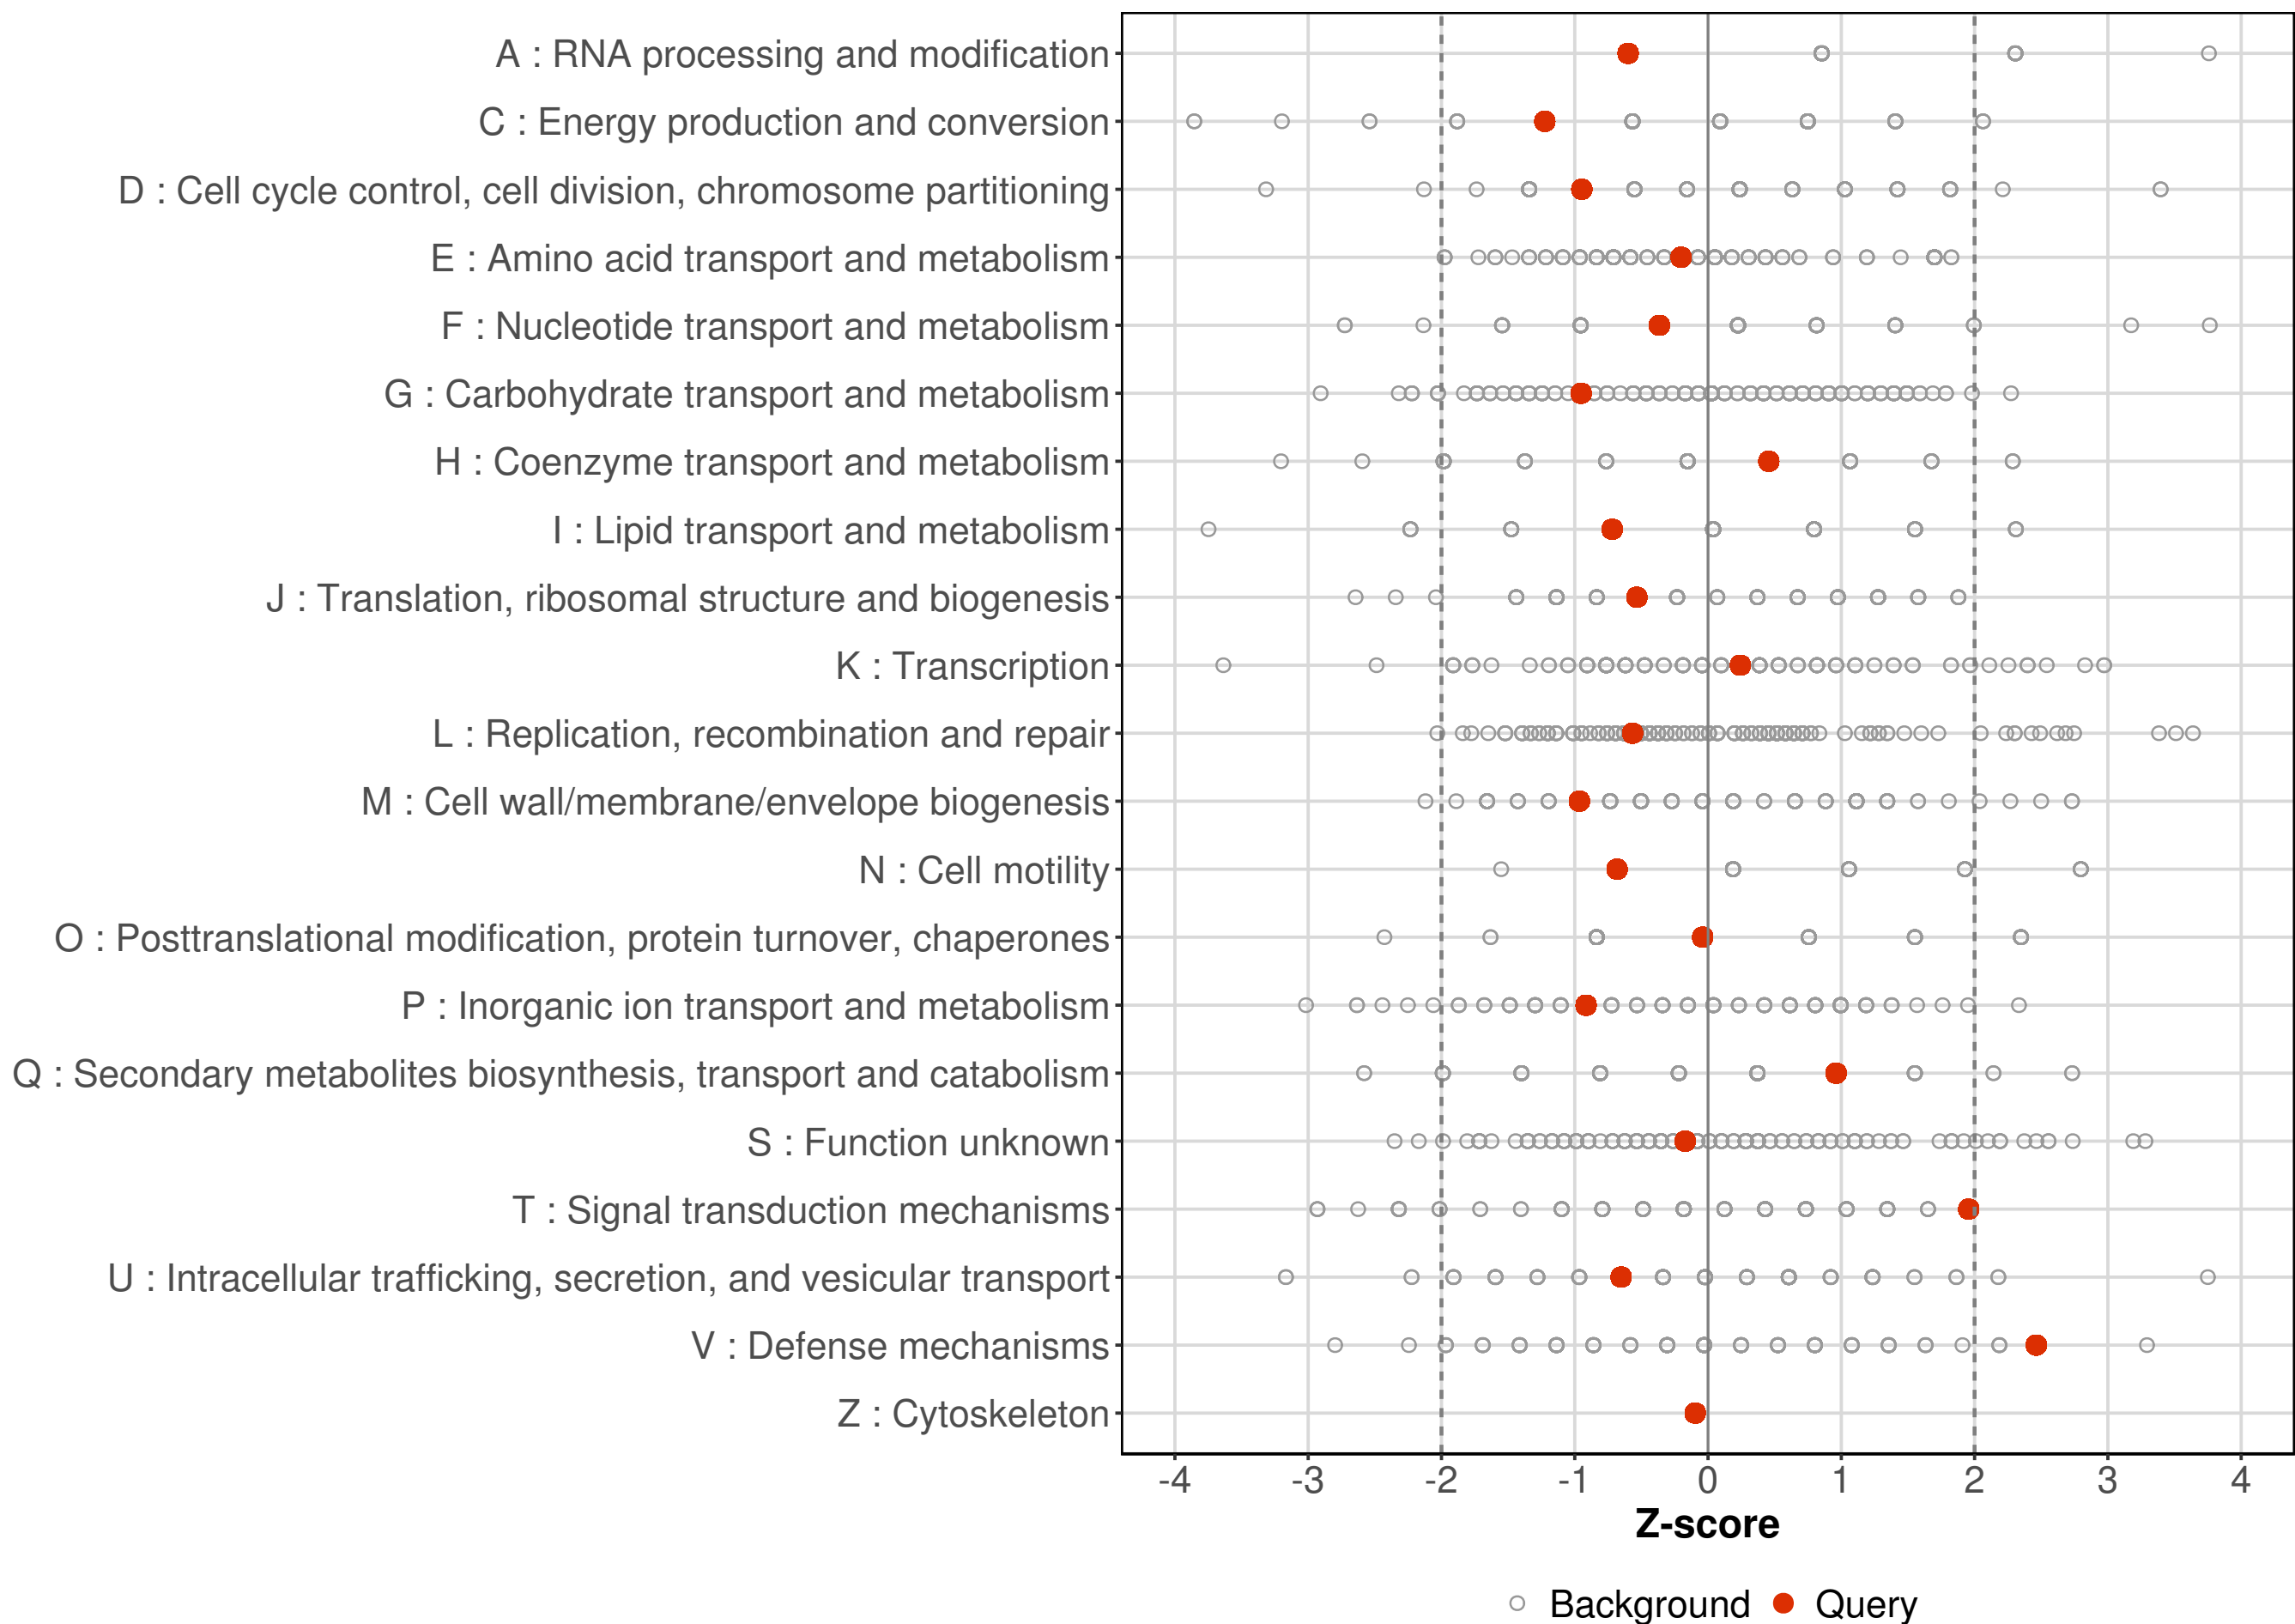 A : RNA processing and modification
C : Energy production and conversion
D : Cell cycle control, cell division, chromosome partitioning
E : Amino acid transport and metabolism
F : Nucleotide transport and metabolism
G : Carbohydrate transport and metabolism
H : Coenzyme transport and metabolism
I : Lipid transport and metabolism
J : Translation, ribosomal structure and biogenesis
K : Transcription
L : Replication, recombination and repair
M : Cell wall/membrane/envelope biogenesis
N : Cell motility
O : Posttranslational modification, protein turnover, chaperones
P : Inorganic ion transport and metabolism
Q : Secondary metabolites biosynthesis, transport and catabolism
S : Function unknown
T : Signal transduction mechanisms
U : Intracellular trafficking, secretion, and vesicular transport
V : Defense mechanisms
Z : Cytoskeleton
-4 -3 -2 -1 0 1 2 3 4
Z-score
Background Query